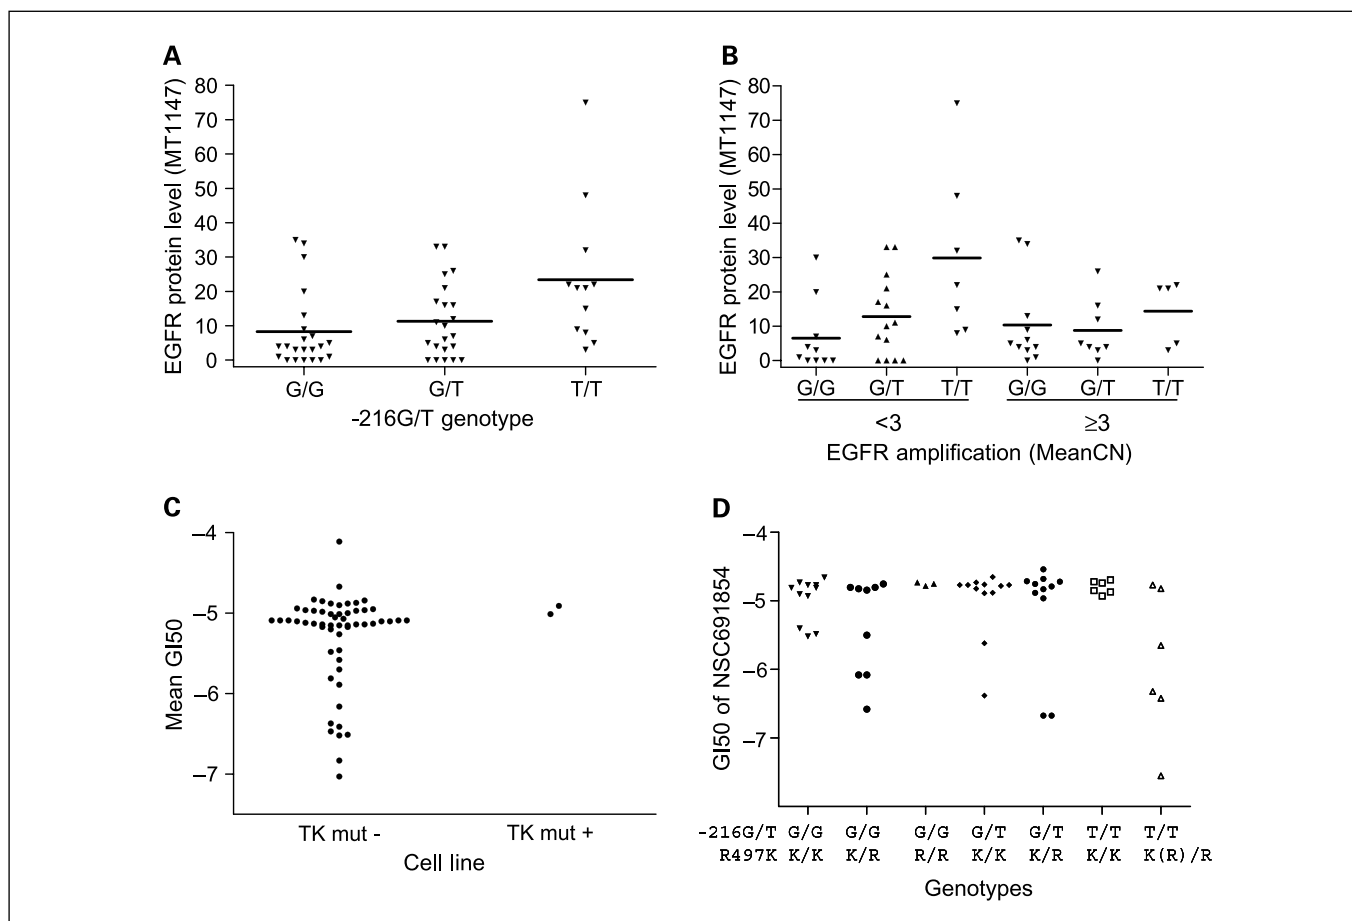 A
EGFR protein level (MT1147)
80
70
60
50
40
30
20
10
0
G/G G/T T/T
-216G/T genotype
B
EGFR protein level (MT1147)
80
70
60
50
40
30
20
10
0
G/G G/T T/T G/G G/T T/T
<3 ≥3
EGFR amplification (MeanCN)
C
Mean GI50
–4
–5
–6
–7
TK mut - TK mut +
Cell line
D
GI50 of NSC691854
–4
–5
–6
–7
-216G/T G/G G/G G/G G/T G/T T/T T/T
R497K K/K K/R R/R K/K K/R K/K K(R)/R
Genotypes